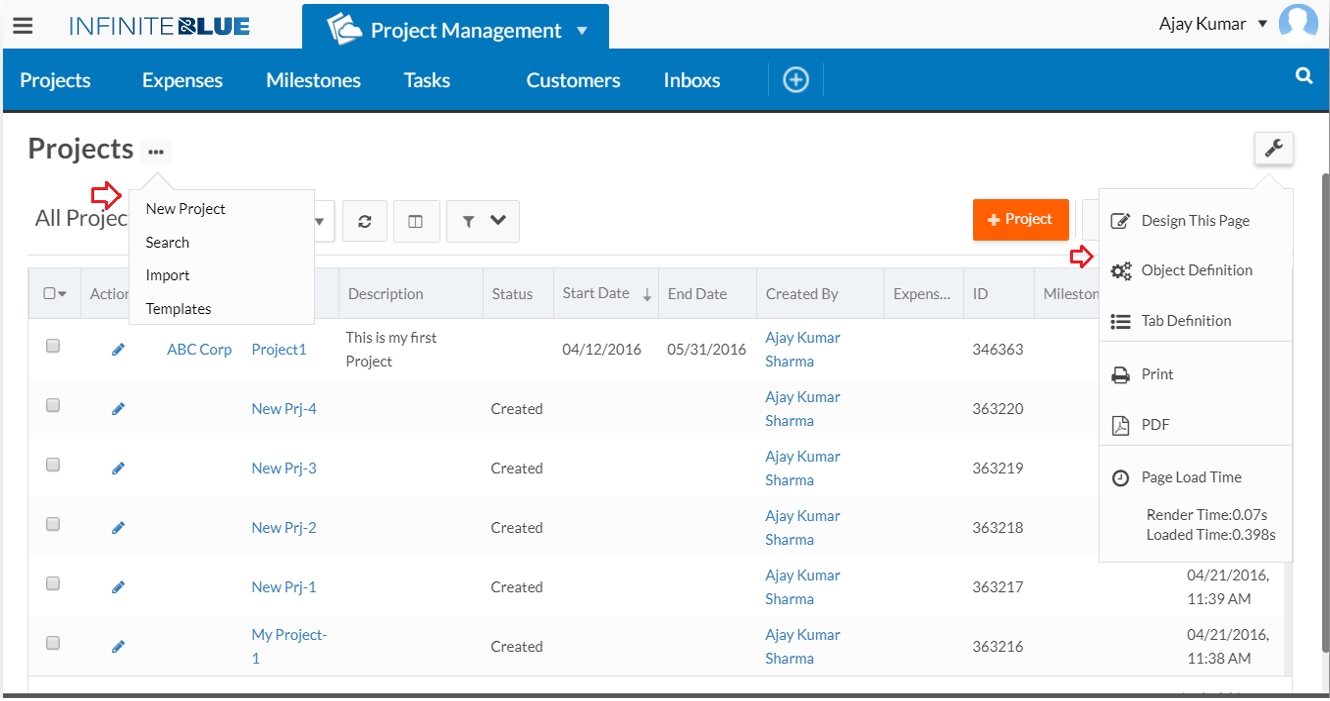 INFINITEBLUE
Project Management
Ajay Kumar
Projects Expenses Milestones Tasks Customers Inboxes
Projects ...
All Projec
New Project
Search
Import
Templates
+ Project
Design This Page
Object Definition
Tab Definition
Print
PDF
Page Load Time
Render Time:0.07s
Loaded Time:0.398s
Action Description Status Start Date ↓ End Date Created By Expens... ID Mileston
ABC Corp Project1 This is my first Project 04/12/2016 05/31/2016 Ajay Kumar Sharma 346363
New Prj-4 Created Ajay Kumar Sharma 363220
New Prj-3 Created Ajay Kumar Sharma 363219
New Prj-2 Created Ajay Kumar Sharma 363218
New Prj-1 Created Ajay Kumar Sharma 363217 04/21/2016, 11:39 AM
My Project-1 Created Ajay Kumar Sharma 363216 04/21/2016, 11:38 AM